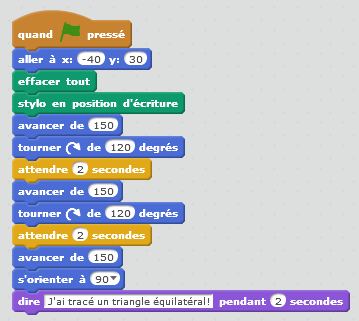 quand pressé
aller à x: -40 y: 30
effacer tout
stylo en position d'écriture
avancer de 150
tourner de 120 degrés
attendre 2 secondes
avancer de 150
tourner de 120 degrés
attendre 2 secondes
avancer de 150
s'orienter à 90
dire J'ai tracé un triangle équilatéral! pendant 2 secondes